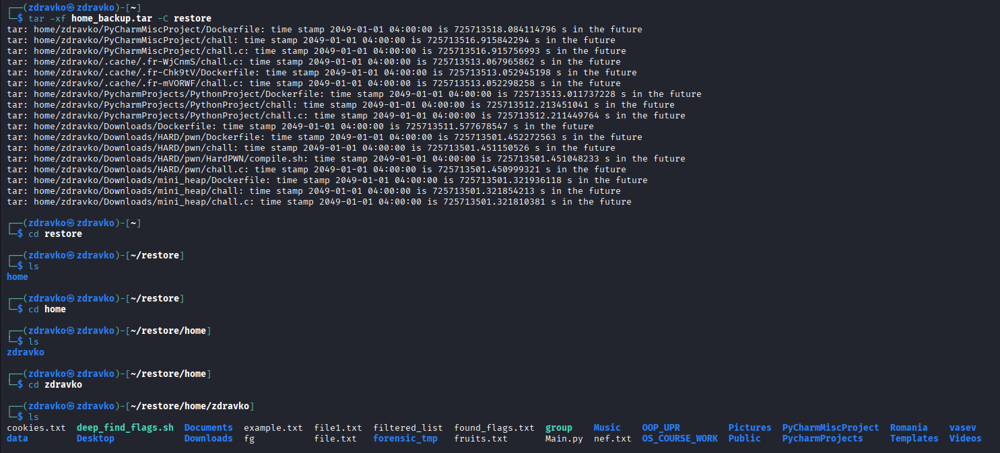 ┌──(zdravko㉿zdravko)-[~]
└─$ tar -xf home_backup.tar -C restore
tar: home/zdravko/PyCharmMiscProject/Dockerfile: time stamp 2049-01-01 04:00:00 is 725713518.084114796 s in the future
tar: home/zdravko/PyCharmMiscProject/chall: time stamp 2049-01-01 04:00:00 is 725713516.915842294 s in the future
tar: home/zdravko/PyCharmMiscProject/chall.c: time stamp 2049-01-01 04:00:00 is 725713516.915756993 s in the future
tar: home/zdravko/.cache/.fr-WjCnmS/chall.c: time stamp 2049-01-01 04:00:00 is 725713513.067965862 s in the future
tar: home/zdravko/.cache/.fr-Chk9tV/Dockerfile: time stamp 2049-01-01 04:00:00 is 725713513.052945198 s in the future
tar: home/zdravko/.cache/.fr-mVORWF/chall.c: time stamp 2049-01-01 04:00:00 is 725713513.052298258 s in the future
tar: home/zdravko/PycharmProjects/PythonProject/Dockerfile: time stamp 2049-01-01 04:00:00 is 725713513.011737228 s in the future
tar: home/zdravko/PycharmProjects/PythonProject/chall: time stamp 2049-01-01 04:00:00 is 725713512.213451041 s in the future
tar: home/zdravko/PycharmProjects/PythonProject/chall.c: time stamp 2049-01-01 04:00:00 is 725713512.211449764 s in the future
tar: home/zdravko/Downloads/Dockerfile: time stamp 2049-01-01 04:00:00 is 725713511.577678547 s in the future
tar: home/zdravko/Downloads/HARD/pwn/Dockerfile: time stamp 2049-01-01 04:00:00 is 725713501.452272563 s in the future
tar: home/zdravko/Downloads/HARD/pwn/chall: time stamp 2049-01-01 04:00:00 is 725713501.451150526 s in the future
tar: home/zdravko/Downloads/HARD/pwn/HardPWN/compile.sh: time stamp 2049-01-01 04:00:00 is 725713501.451048233 s in the future
tar: home/zdravko/Downloads/HARD/pwn/chall.c: time stamp 2049-01-01 04:00:00 is 725713501.450999321 s in the future
tar: home/zdravko/Downloads/mini_heap/Dockerfile: time stamp 2049-01-01 04:00:00 is 725713501.321936118 s in the future
tar: home/zdravko/Downloads/mini_heap/chall: time stamp 2049-01-01 04:00:00 is 725713501.321854213 s in the future
tar: home/zdravko/Downloads/mini_heap/chall.c: time stamp 2049-01-01 04:00:00 is 725713501.321810381 s in the future
┌──(zdravko㉿zdravko)-[~]
└─$ cd restore
┌──(zdravko㉿zdravko)-[~/restore]
└─$ ls
home
┌──(zdravko㉿zdravko)-[~/restore]
└─$ cd home
┌──(zdravko㉿zdravko)-[~/restore/home]
└─$ ls
zdravko
┌──(zdravko㉿zdravko)-[~/restore/home]
└─$ cd zdravko
┌──(zdravko㉿zdravko)-[~/restore/home/zdravko]
└─$ ls
cookies.txt deep_find_flags.sh Documents example.txt file1.txt filtered_list found_flags.txt group Music OOP_UPR Pictures PyCharmMiscProject Romania vasev
data Desktop Downloads fg file.txt forensic_tmp fruits.txt Main.py nef.txt OS_COURSE_WORK Public PycharmProjects Templates Videos